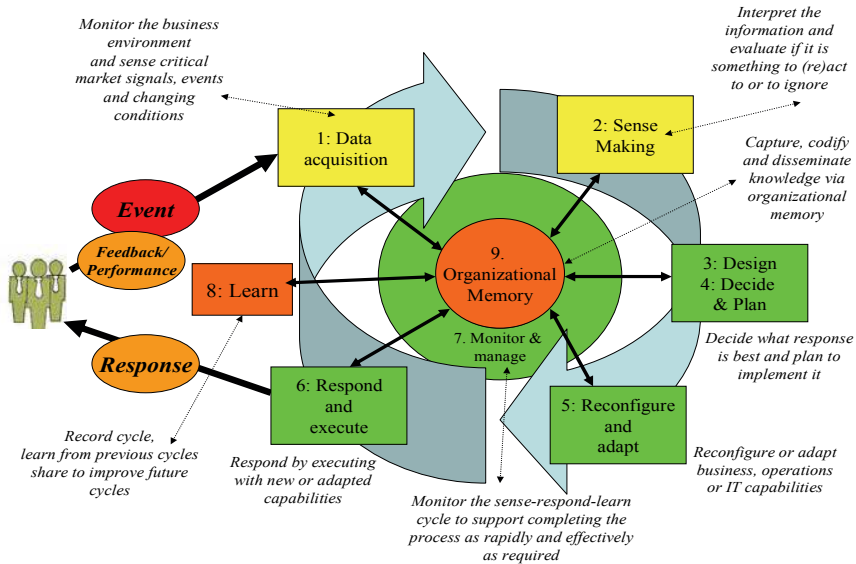 Monitor the business
environment
and sense critical
market signals, events
and changing
conditions
Interpret the
information and
evaluate if it is
something to (re)act
to or to ignore
1: Data
acquisition
2: Sense
Making
Capture, codify
and disseminate
knowledge via
organizational
memory
Event
Feedback/
Performance
8: Learn
9.
Organizational
Memory
3: Design
4: Decide
& Plan
7. Monitor &
manage
Decide what response
is best and plan to
implement it
Response
6: Respond
and
execute
5: Reconfigure
and
adapt
Record cycle,
learn from previous cycles
share to improve future
cycles
Respond by executing
with new or adapted
capabilities
Reconfigure or adapt
business, operations
or IT capabilities
Monitor the sense-respond-learn
cycle to support completing the
process as rapidly and effectively
as required